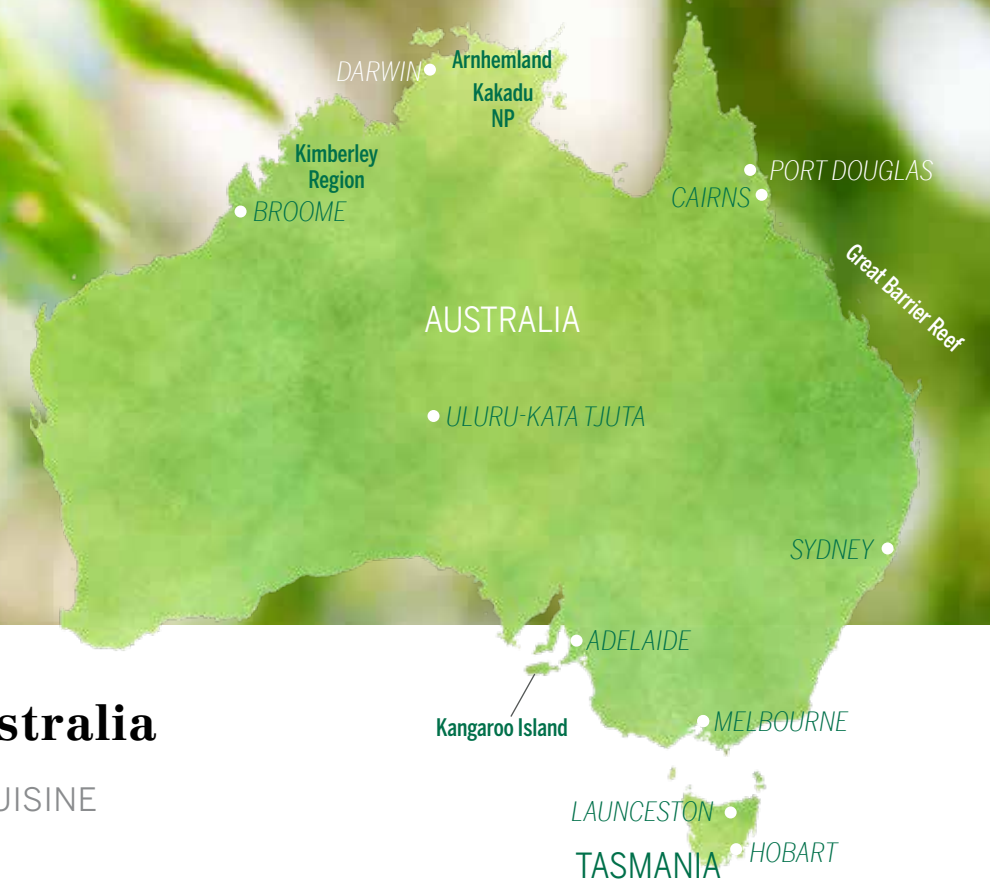 DARWIN
Arnhemland
Kakadu
NP
Kimberley
Region
BROOME
PORT DOUGLAS
CAIRNS
Great Barrier Reef
AUSTRALIA
ULURU-KATA TJUTA
SYDNEY
ADELAIDE
Kangaroo Island
MELBOURNE
LAUNCESTON
HOBART
TASMANIA
stralia
UISINE